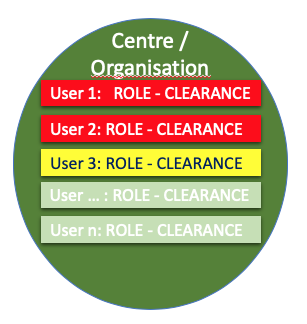 Centre /
Organisation
User 1: ROLE - CLEARANCE
User 2: ROLE - CLEARANCE
User 3: ROLE - CLEARANCE
User ... : ROLE - CLEARANCE
User n: ROLE - CLEARANCE